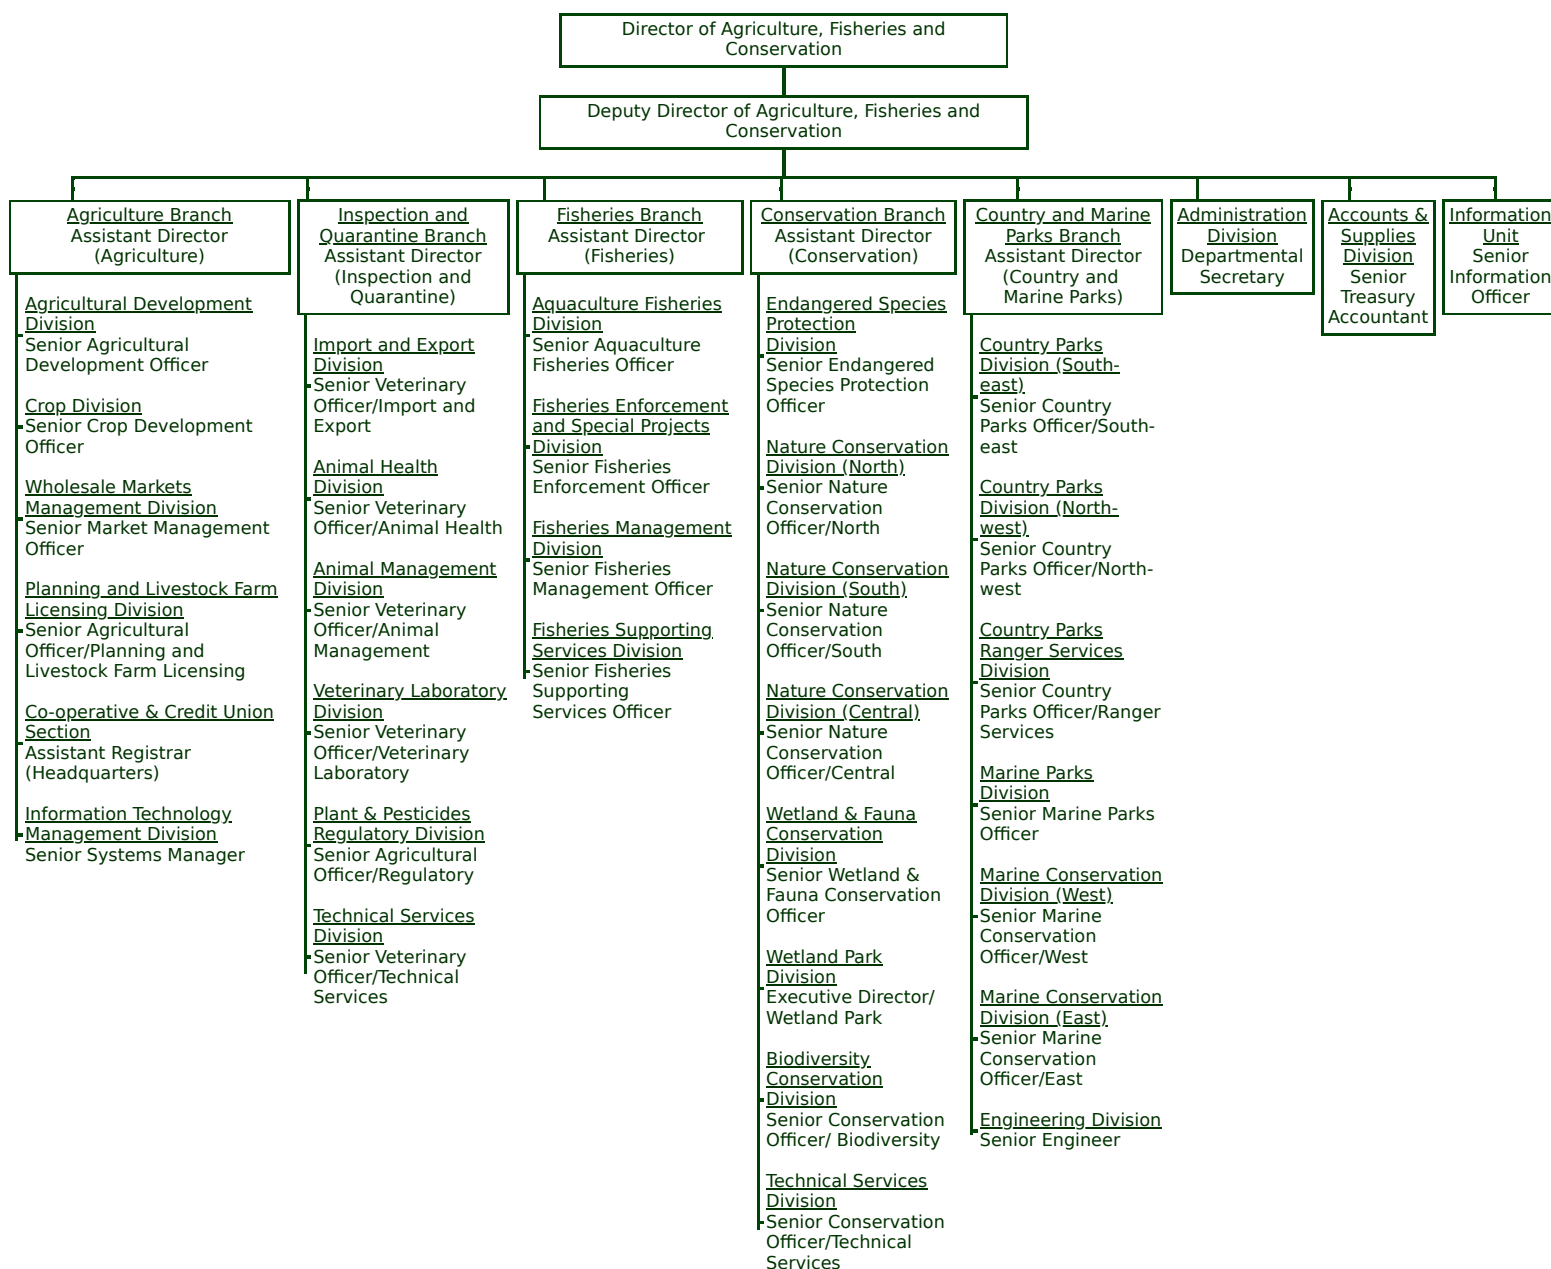 Director of Agriculture, Fisheries and
Conservation
Deputy Director of Agriculture, Fisheries and
Conservation
Agriculture Branch
Assistant Director
(Agriculture)
Agricultural Development
Division
Senior Agricultural
Development Officer
Crop Division
Senior Crop Development
Officer
Wholesale Markets
Management Division
Senior Market Management
Officer
Planning and Livestock Farm
Licensing Division
Senior Agricultural
Officer/Planning and
Livestock Farm Licensing
Co-operative & Credit Union
Section
Assistant Registrar
(Headquarters)
Information Technology
Management Division
Senior Systems Manager
Inspection and
Quarantine Branch
Assistant Director
(Inspection and
Quarantine)
Import and Export
Division
Senior Veterinary
Officer/Import and
Export
Animal Health
Division
Senior Veterinary
Officer/Animal Health
Animal Management
Division
Senior Veterinary
Officer/Animal
Management
Veterinary Laboratory
Division
Senior Veterinary
Officer/Veterinary
Laboratory
Plant & Pesticides
Regulatory Division
Senior Agricultural
Officer/Regulatory
Technical Services
Division
Senior Veterinary
Officer/Technical
Services
Fisheries Branch
Assistant Director
(Fisheries)
Aquaculture Fisheries
Division
Senior Aquaculture
Fisheries Officer
Fisheries Enforcement
and Special Projects
Division
Senior Fisheries
Enforcement Officer
Fisheries Management
Division
Senior Fisheries
Management Officer
Fisheries Supporting
Services Division
Senior Fisheries
Supporting
Services Officer
Conservation Branch
Assistant Director
(Conservation)
Endangered Species
Protection
Division
Senior Endangered
Species Protection
Officer
Nature Conservation
Division (North)
Senior Nature
Conservation
Officer/North
Nature Conservation
Division (South)
Senior Nature
Conservation
Officer/South
Nature Conservation
Division (Central)
Senior Nature
Conservation
Officer/Central
Wetland & Fauna
Conservation
Division
Senior Wetland &
Fauna Conservation
Officer
Wetland Park
Division
Executive Director/
Wetland Park
Biodiversity
Conservation
Division
Senior Conservation
Officer/ Biodiversity
Technical Services
Division
Senior Conservation
Officer/Technical
Services
Country and Marine
Parks Branch
Assistant Director
(Country and
Marine Parks)
Country Parks
Division (South-
east)
Senior Country
Parks Officer/South-
east
Country Parks
Division (North-
west)
Senior Country
Parks Officer/North-
west
Country Parks
Ranger Services
Division
Senior Country
Parks Officer/Ranger
Services
Marine Parks
Division
Senior Marine Parks
Officer
Marine Conservation
Division (West)
Senior Marine
Conservation
Officer/West
Marine Conservation
Division (East)
Senior Marine
Conservation
Officer/East
Engineering Division
Senior Engineer
Administration
Division
Departmental
Secretary
Accounts &
Supplies
Division
Senior
Treasury
Accountant
Information
Unit
Senior
Information
Officer